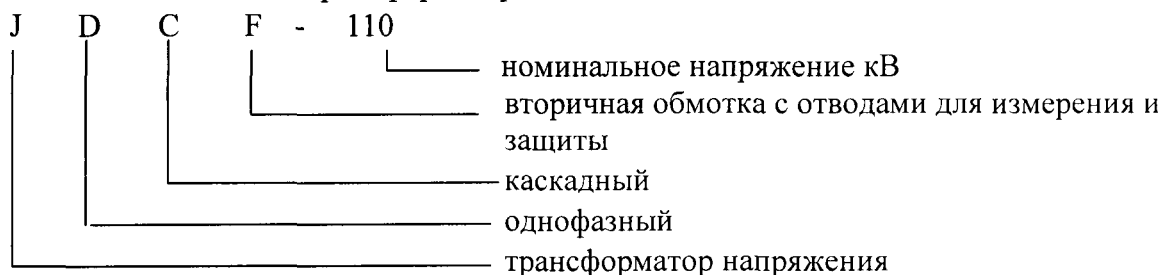 J D C F - 110
номинальное напряжение кВ
вторичная обмотка с отводами для измерения и
защиты
каскадный
однофазный
трансформатор напряжения